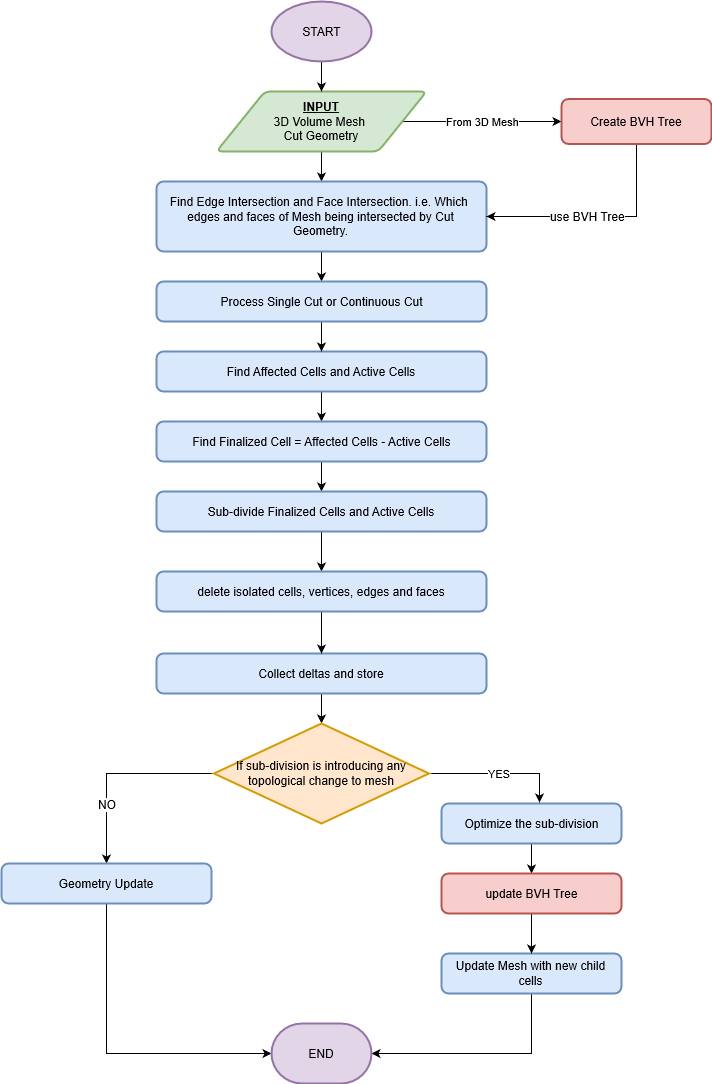 START
INPUT
3D Volume Mesh
Cut Geometry
From 3D Mesh
Create BVH Tree
Find Edge Intersection and Face Intersection. i.e. Which
edges and faces of Mesh being intersected by Cut
Geometry.
use BVH Tree
Process Single Cut or Continuous Cut
Find Affected Cells and Active Cells
Find Finalized Cell = Affected Cells - Active Cells
Sub-divide Finalized Cells and Active Cells
delete isolated cells, vertices, edges and faces
Collect deltas and store
If sub-division is introducing any
topological change to mesh
YES
NO
Optimize the sub-division
Geometry Update
update BVH Tree
Update Mesh with new child
cells
END